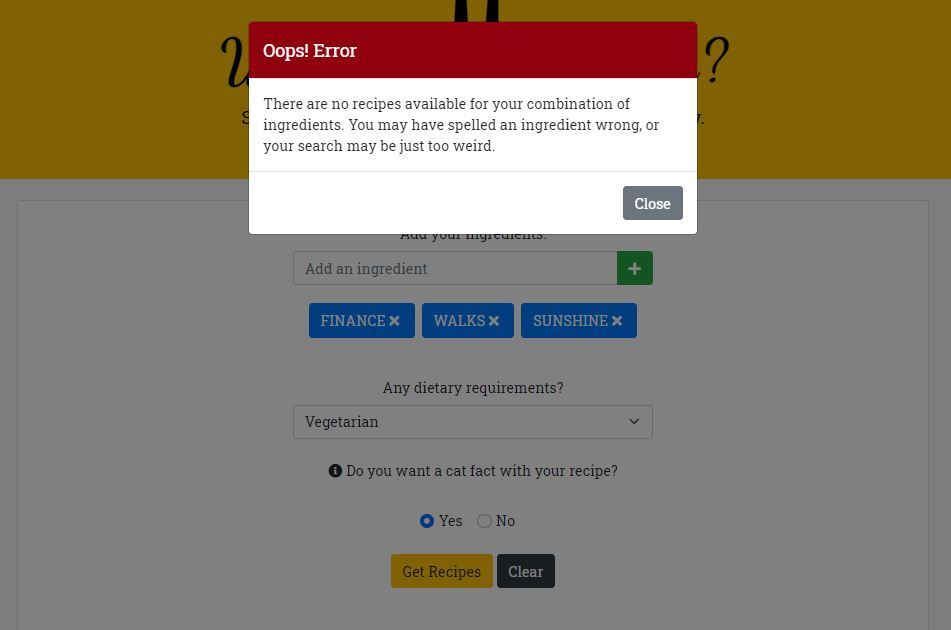 Oops! Error
There are no recipes available for your combination of
ingredients. You may have spelled an ingredient wrong, or
your search may be just too weird.
Close
Add your ingredients:
Add an ingredient
FINANCE
WALKS
SUNSHINE
Any dietary requirements?
Vegetarian
Do you want a cat fact with your recipe?
Yes No
Get Recipes Clear